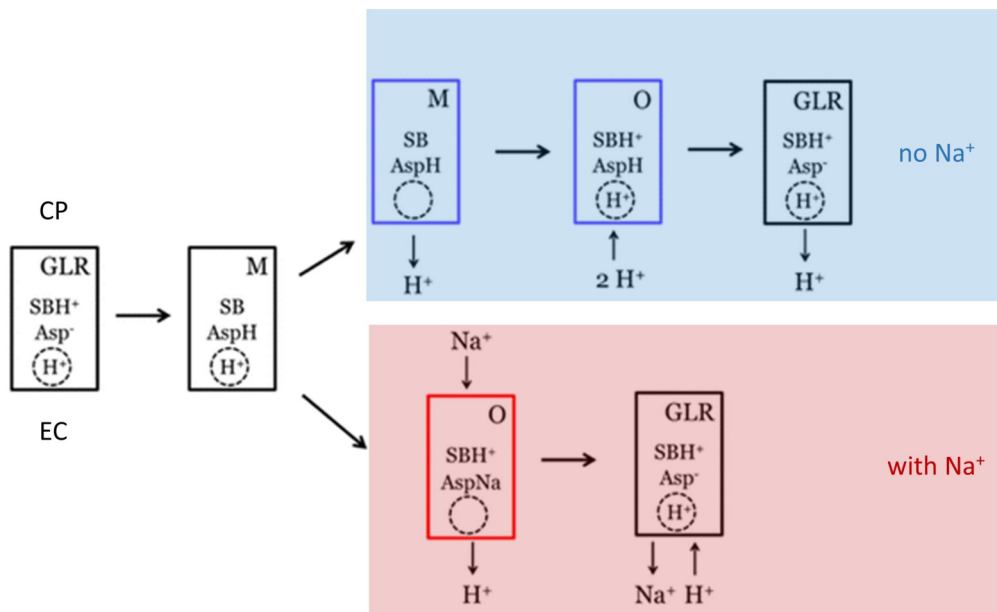 CP
GLR
SBH⁺
Asp⁻
H⁺
EC
M
SB
AspH
H⁺
M
SB
AspH
H⁺
O
SBH⁺
AspH
H⁺
2 H⁺
GLR
SBH⁺
Asp⁻
H⁺
H⁺
no Na⁺
Na⁺
O
SBH⁺
AspNa
H⁺
GLR
SBH⁺
Asp⁻
H⁺
Na⁺ H⁺
with Na⁺